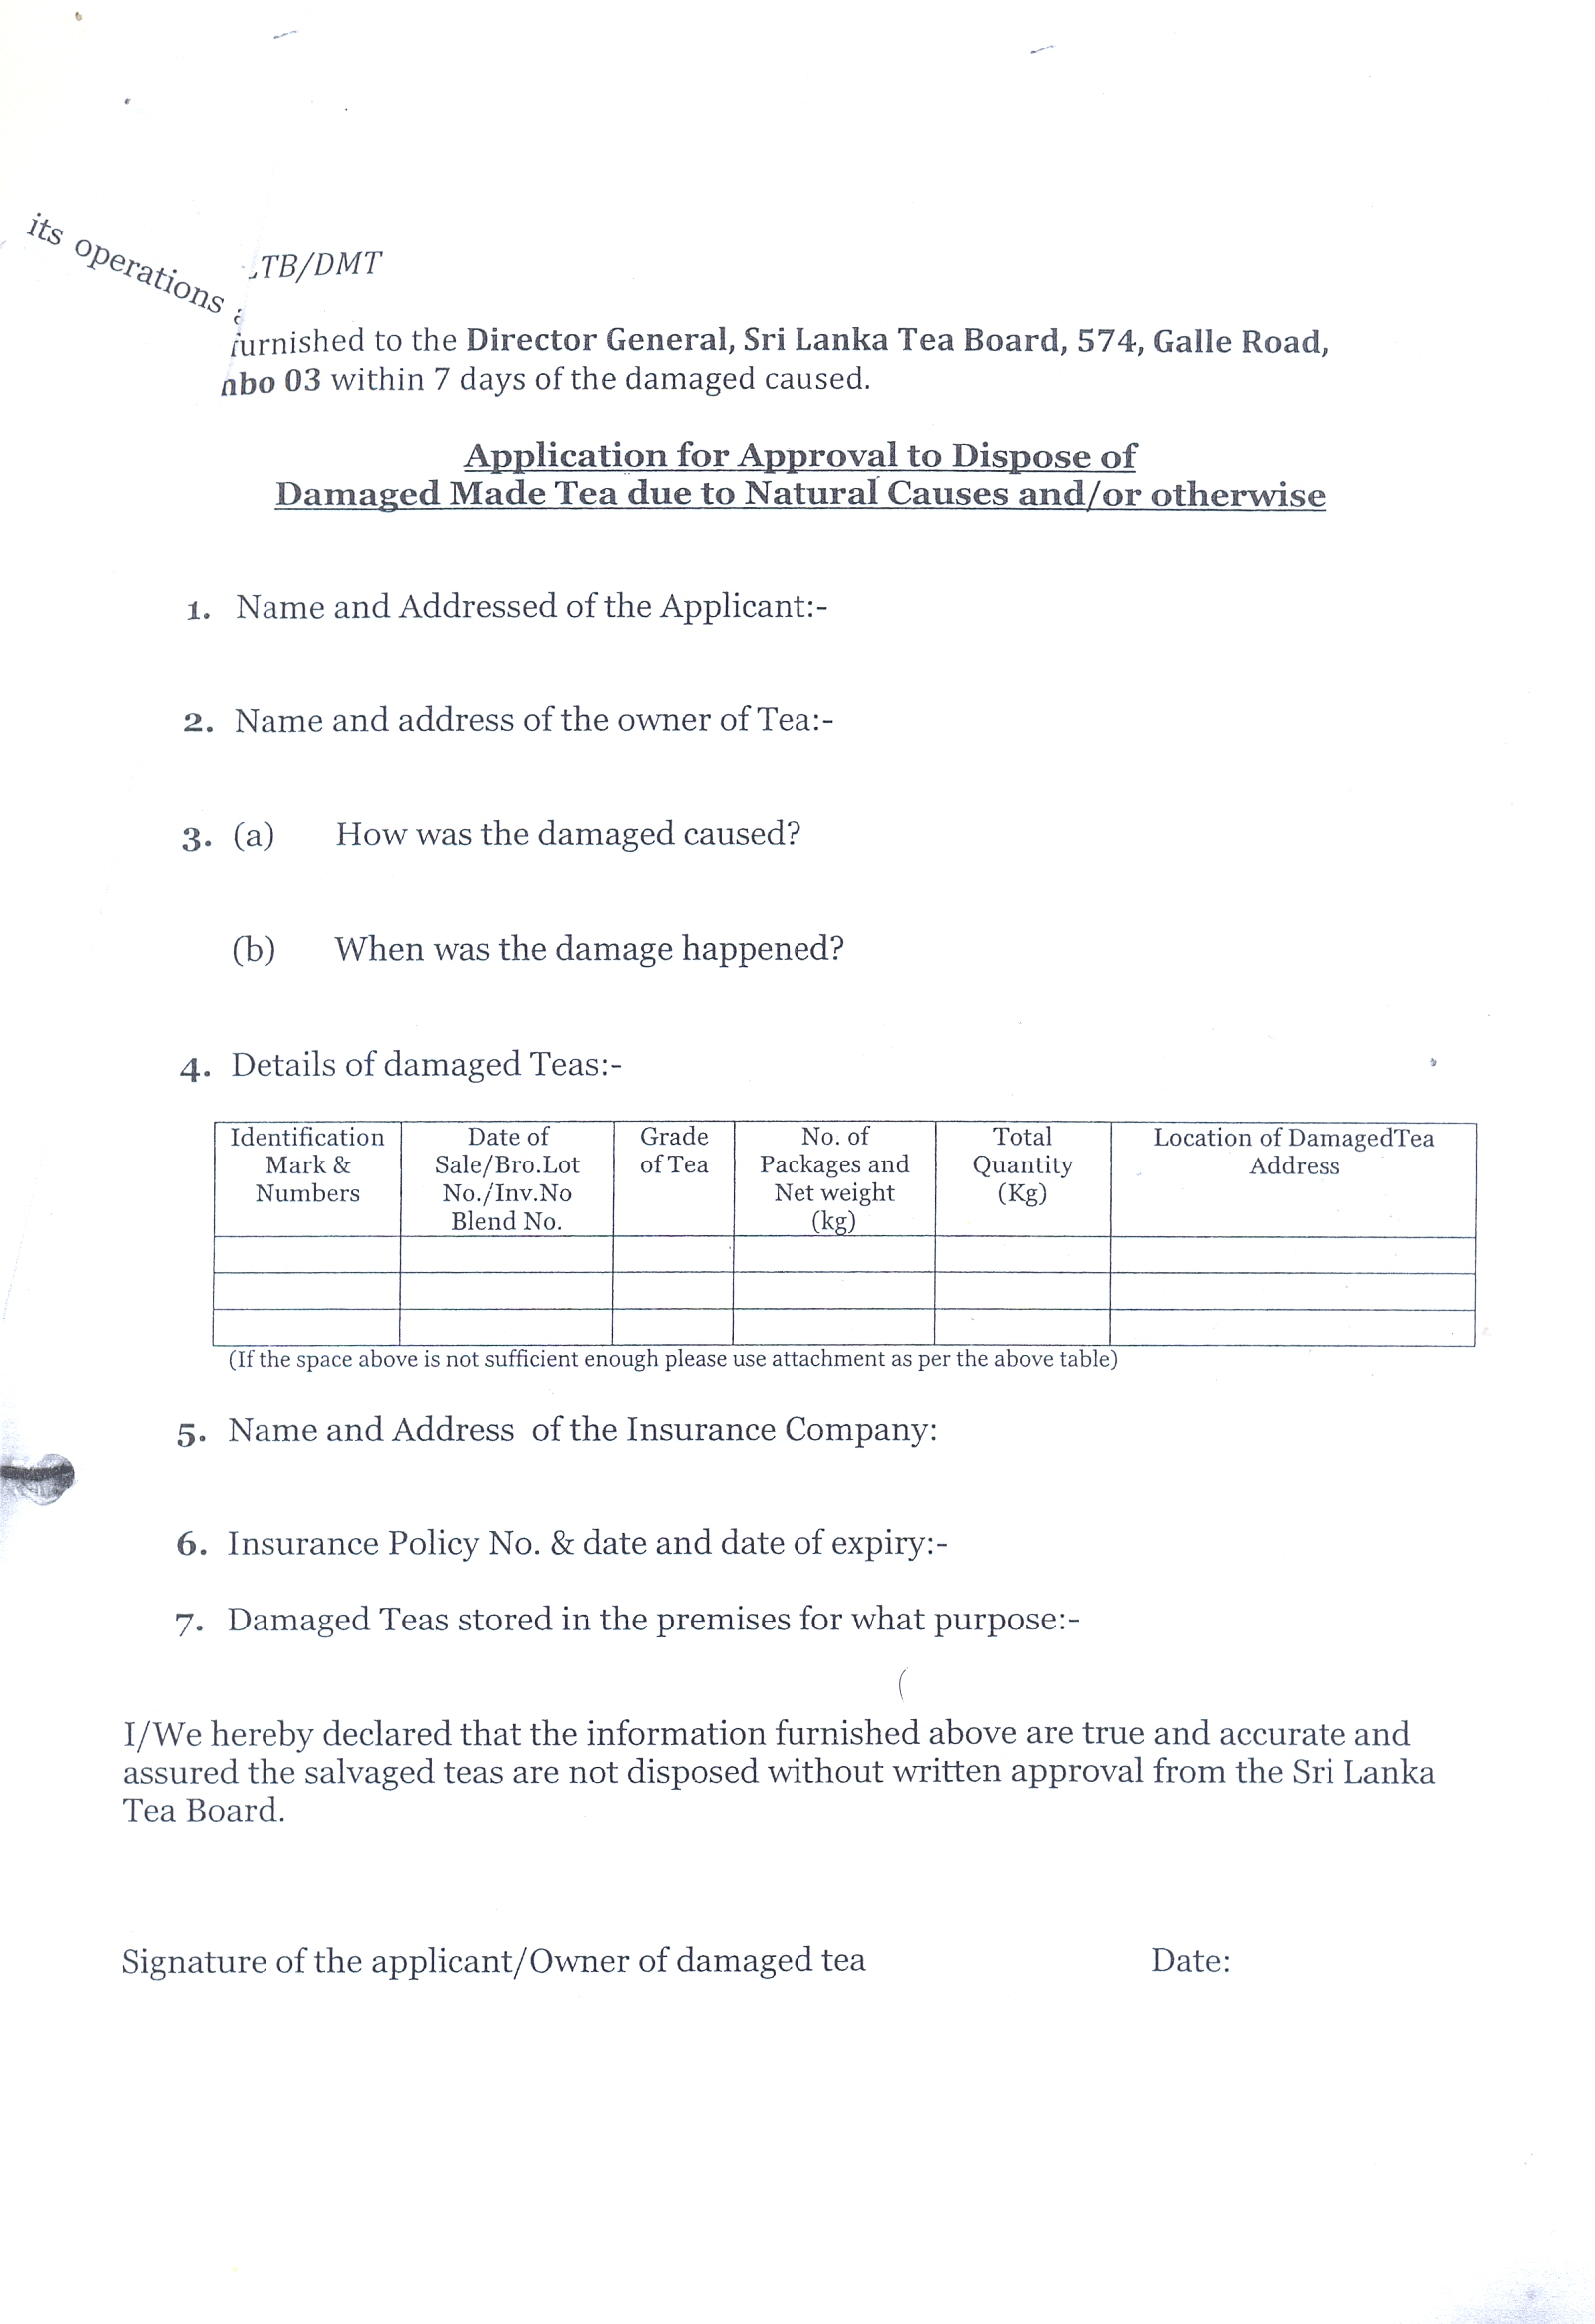 its operations
TB/DMT
furnished to the Director General, Sri Lanka Tea Board, 574, Galle Road,
mbo 03 within 7 days of the damaged caused.
Application for Approval to Dispose of
Damaged Made Tea due to Natural Causes and/or otherwise
1. Name and Addressed of the Applicant:-
2. Name and address of the owner of Tea:-
3. (a) How was the damaged caused?
(b) When was the damage happened?
4. Details of damaged Teas:-
Identification Mark & Numbers
Date of Sale/Bro.Lot No./Inv.No Blend No.
Grade of Tea
No. of Packages and Net weight (kg)
Total Quantity (Kg)
Location of DamagedTea Address
(If the space above is not sufficient enough please use attachment as per the above table)
5. Name and Address of the Insurance Company:
6. Insurance Policy No. & date and date of expiry:-
7. Damaged Teas stored in the premises for what purpose:-
I/We hereby declared that the information furnished above are true and accurate and
assured the salvaged teas are not disposed without written approval from the Sri Lanka
Tea Board.
Signature of the applicant/Owner of damaged tea Date: